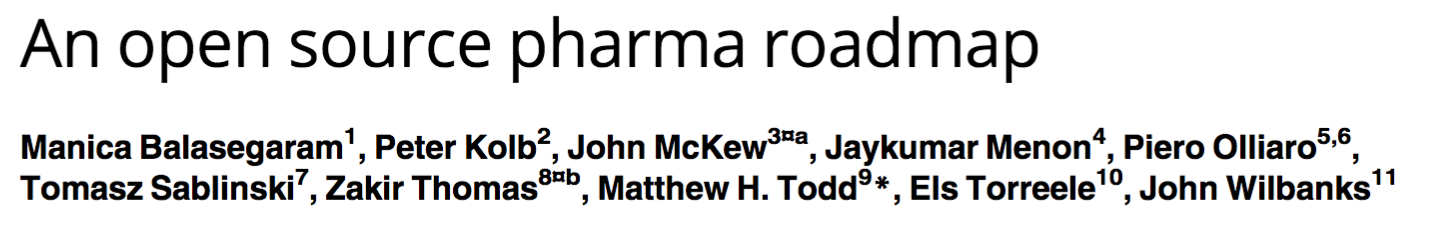 An open source pharma roadmap
Manica Balasegaram1, Peter Kolb2, John McKew3¤a, Jaykumar Menon4, Piero Olliaro5,6,
Tomasz Sablinski7, Zakir Thomas8¤b, Matthew H. Todd9*, Els Torreele10, John Wilbanks11